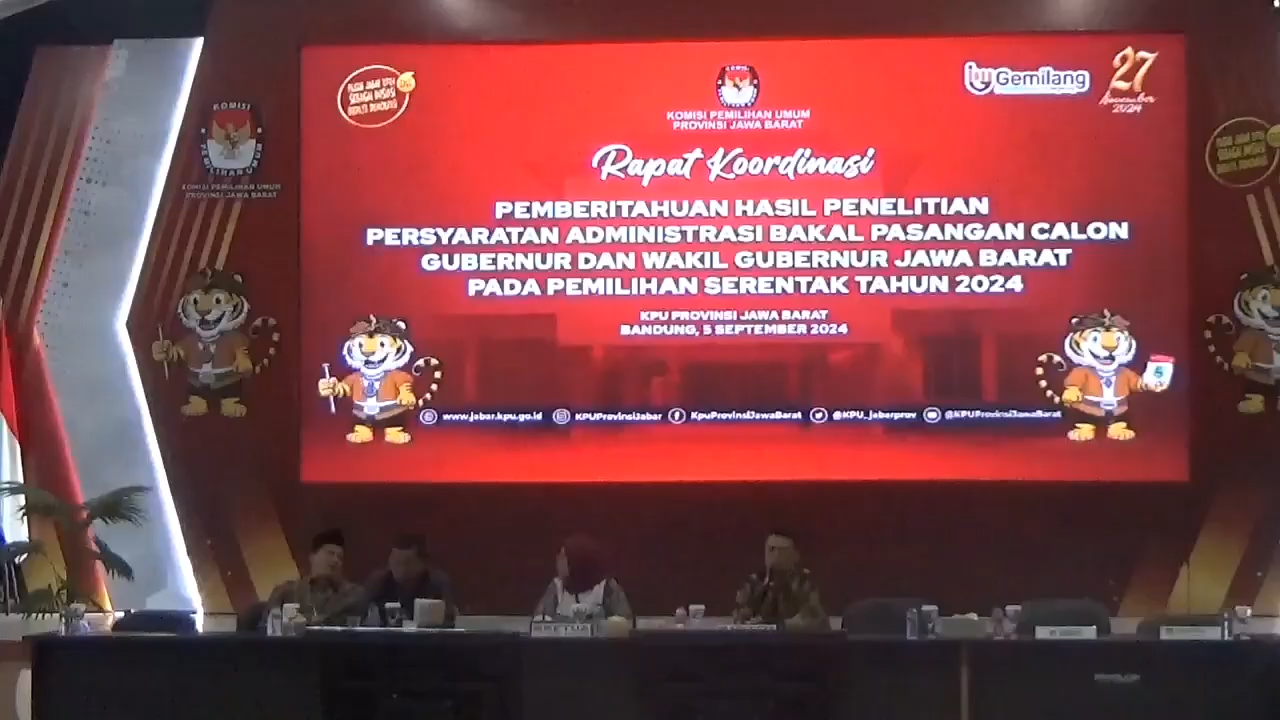 KOMISI PEMILIHAN UMUM
PROVINSI JAWA BARAT
Gemilang
27
November
2024
Rapat Koordinasi
PEMBERITAHUAN HASIL PENELITIAN
PERSYARATAN ADMINISTRASI BAKAL PASANGAN CALON
GUBERNUR DAN WAKIL GUBERNUR JAWA BARAT
PADA PEMILIHAN SERENTAK TAHUN 2024
KPU PROVINSI JAWA BARAT
BANDUNG, 5 SEPTEMBER 2024
www.jabar.kpu.go.id KPUProvinsiJabar KpuProvinsiJawaBarat @KPU_jabarprov @KPUProvinsiJawaBarat
KOMISI
PEMILIHAN UMUM
KOMISI PEMILIHAN UMUM
PROVINSI JAWA BARAT
KETUA